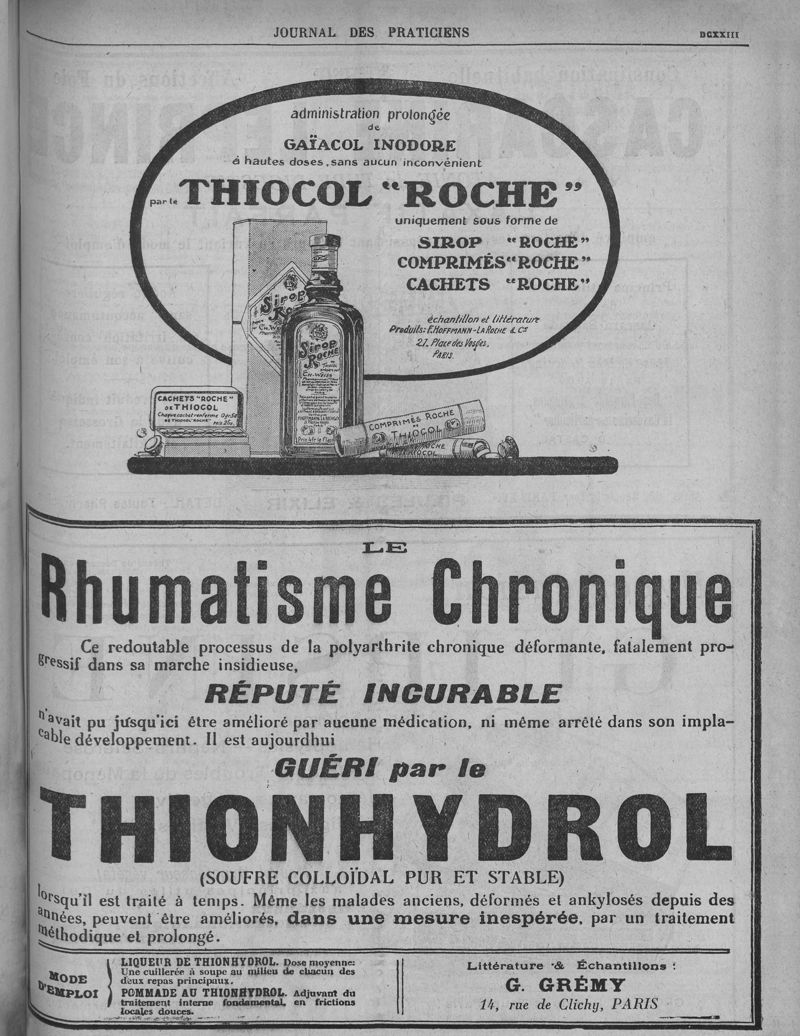 JOURNAL DES PRATICIENS
DCXXIII
administration prolongée
de
GAÏACOL INODORE
á hautes doses, sans aucun inconvénient
par le THIOCOL "ROCHE"
uniquement sous forme de
SIROP "ROCHE"
COMPRIMÉS "ROCHE"
CACHETS "ROCHE"
échantillon et littérature
Produits: F. HOFFMANN-LA ROCHE & Co
21, Place des Vosges,
PARIS.
Sirop
SIROP
ROCHE
CACHETS "ROCHE"
DE THIOCOL
COMPRIMÉS ROCHE
THIOCOL
LE
Rhumatisme Chronique
Ce redoutable processus de la polyarthrite chronique déformante, fatalement pro-
gressif dans sa marche insidieuse,
RÉPUTÉ INCURABLE
n'avait pu jusqu'ici être amélioré par aucune médication, ni même arrêté dans son impla-
cable développement. Il est aujourdhui
GUÉRI par le
THIONHYDROL
(SOUFRE COLLOÏDAL PUR ET STABLE)
lorsqu'il est traité à temps. Même les malades anciens, déformés et ankylosés depuis des
années, peuvent être améliorés, dans une mesure inespérée, par un traitement
méthodique et prolongé.
MODE
D'EMPLOI
LIQUEUR DE THIONHYDROL. Dose moyenne:
Une cuillerée à soupe au milieu de chacun des
deux repas principaux.
POMMADE AU THIONHYDROL. Adjuvant du
traitement interne fondamental, en frictions
locales douces.
Littérature & Échantillons :
G. GRÉMY
14, rue de Clichy, PARIS